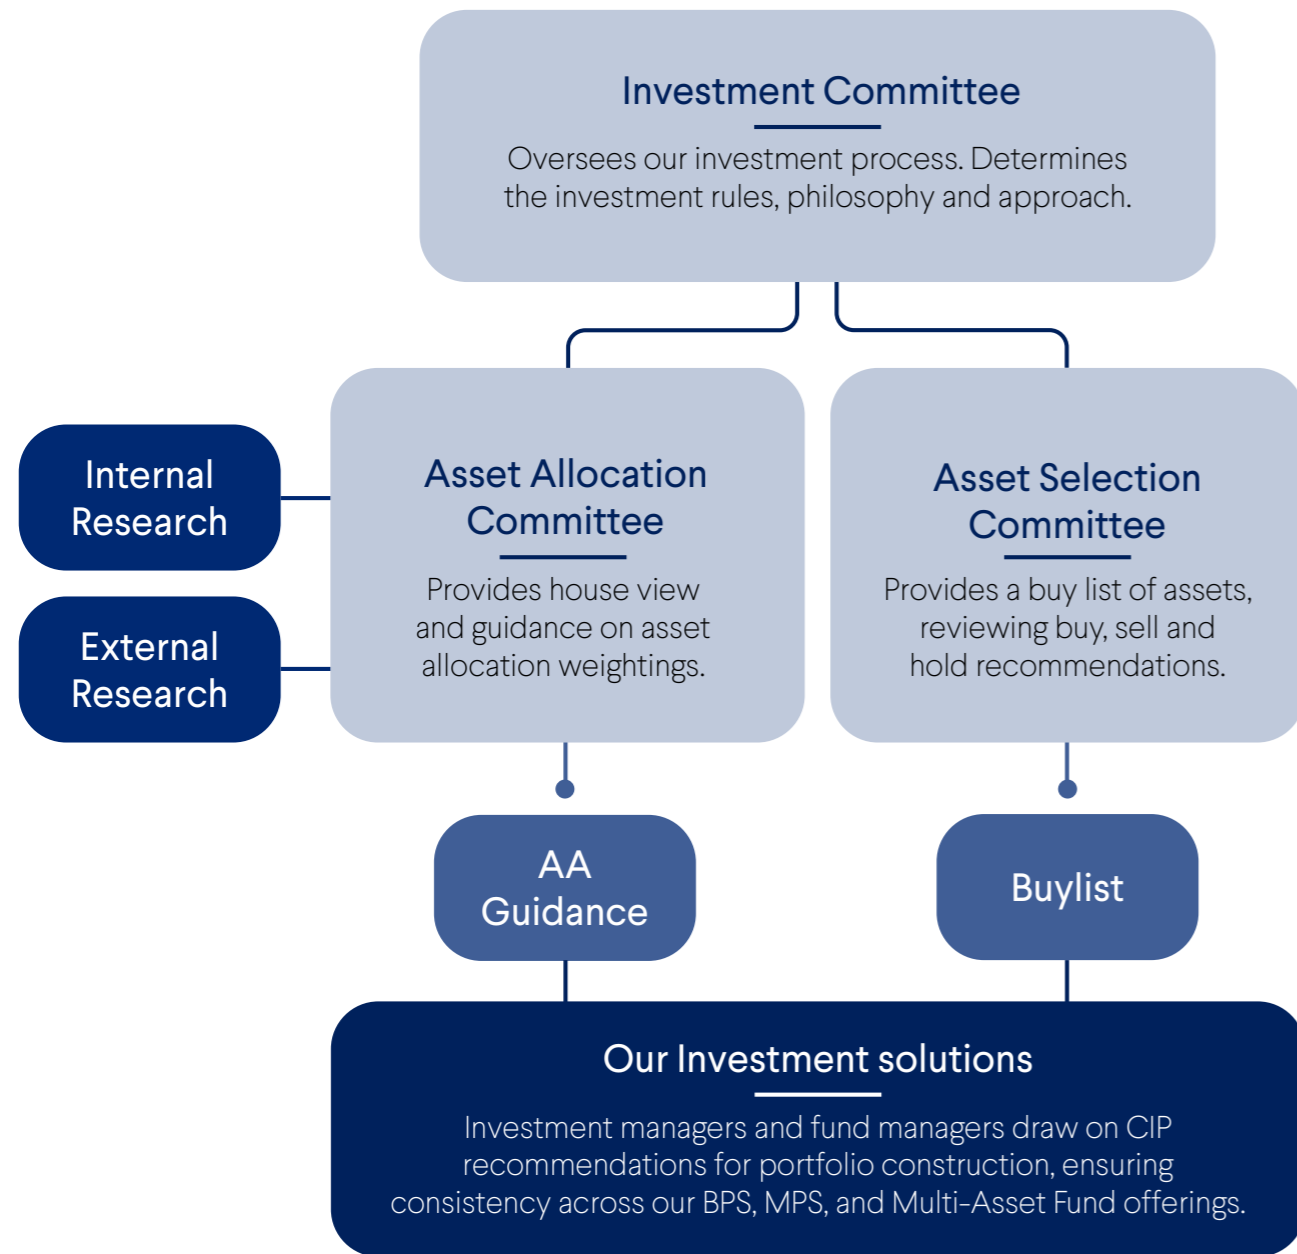 Investment Committee
Oversees our investment process. Determines
the investment rules, philosophy and approach.
Internal
Research
External
Research
Asset Allocation
Committee
Provides house view
and guidance on asset
allocation weightings.
Asset Selection
Committee
Provides a buy list of assets,
reviewing buy, sell and
hold recommendations.
AA
Guidance
Buylist
Our Investment solutions
Investment managers and fund managers draw on CIP
recommendations for portfolio construction, ensuring
consistency across our BPS, MPS, and Multi-Asset Fund offerings.